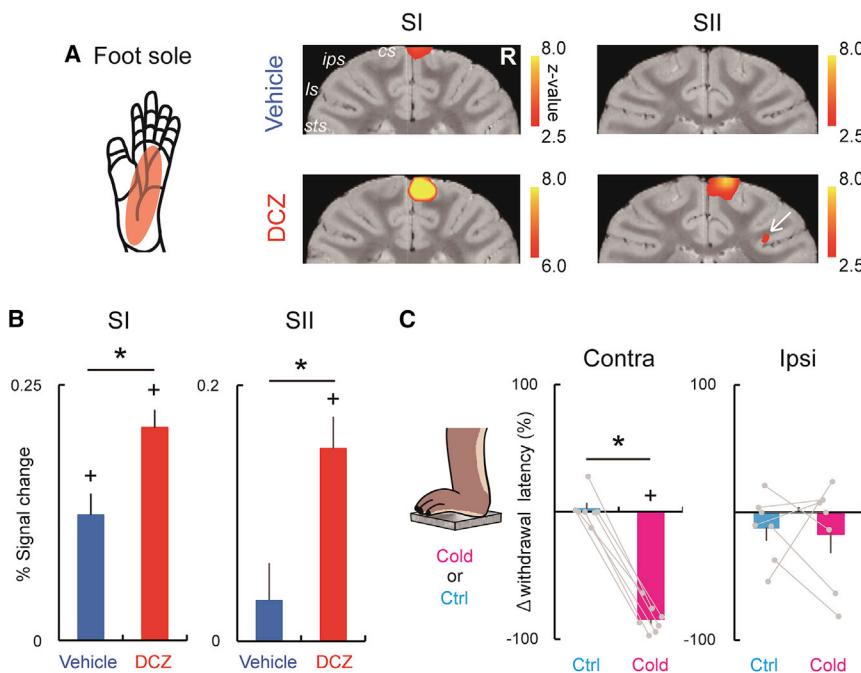 A Foot sole
SI
SII
Vehicle
cs
ips
ls
sts
R
8.0
z-value
2.5
8.0
2.5
DCZ
8.0
6.0
8.0
2.5
B
SI
SII
% Signal change
0.25
*
+
+
0
Vehicle
DCZ
0.2
*
+
0
Vehicle
DCZ
C
Cold
or
Ctrl
Contra
Ipsi
Δ withdrawal latency (%)
100
*
+
-100
Ctrl
Cold
100
-100
Ctrl
Cold